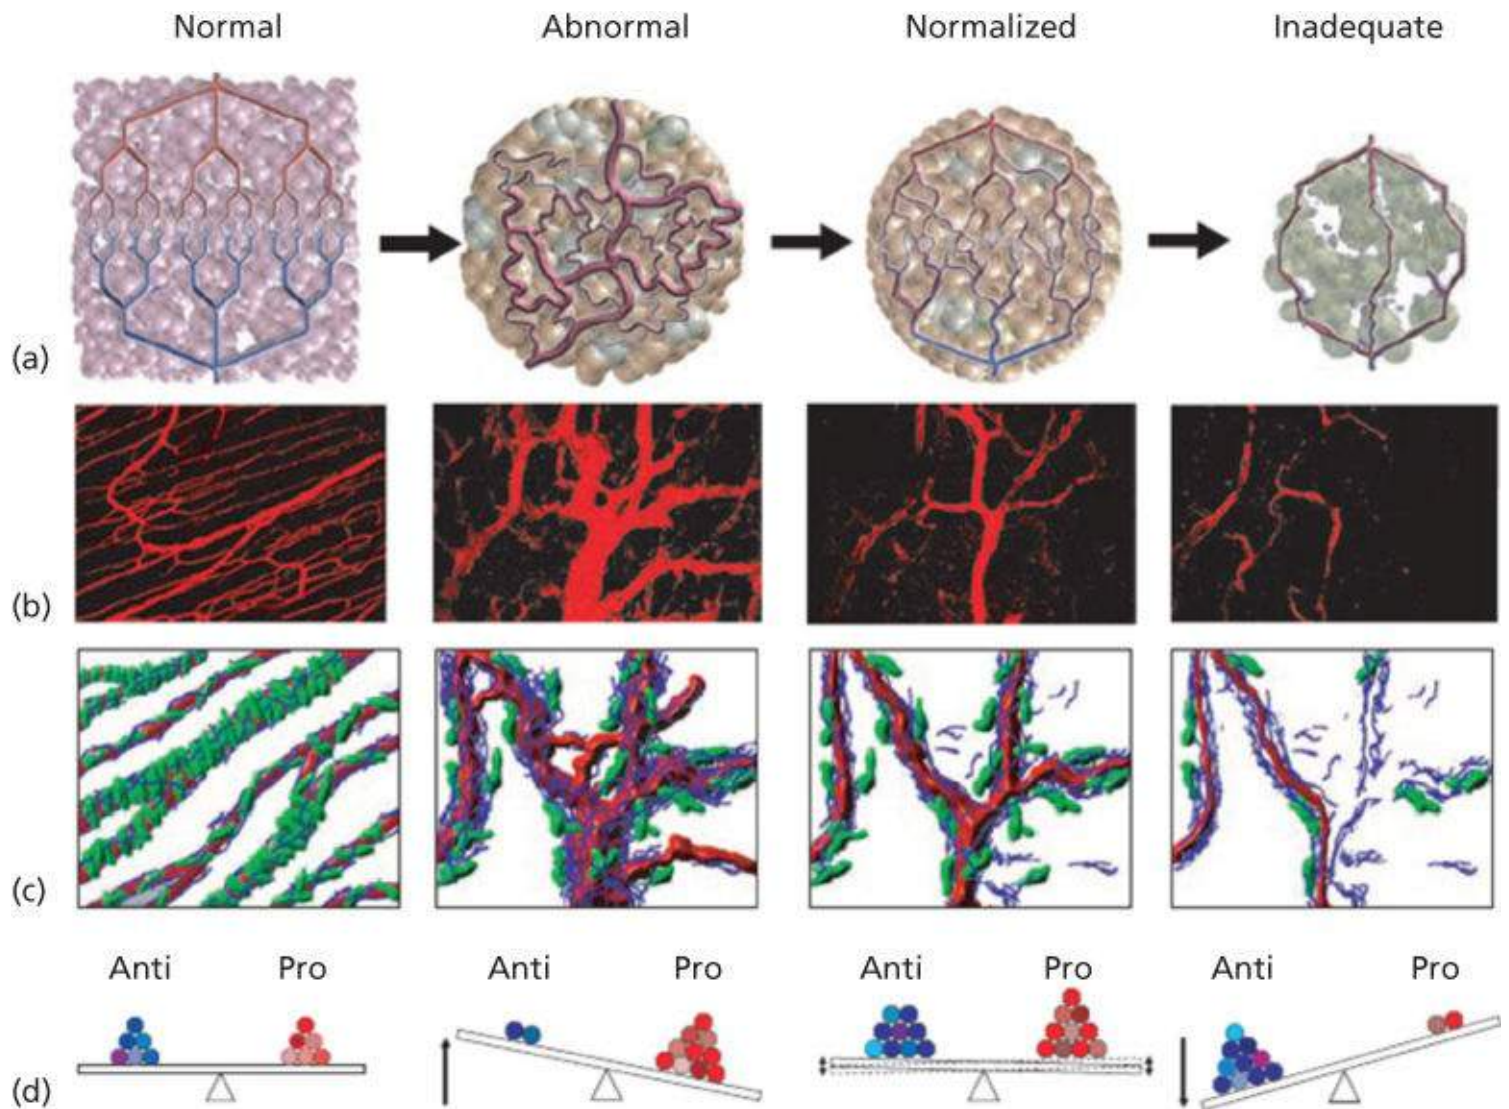 Normal Abnormal Normalized Inadequate
(a)
(b)
(c)
Anti Pro Anti Pro Anti Pro Anti Pro
(d)